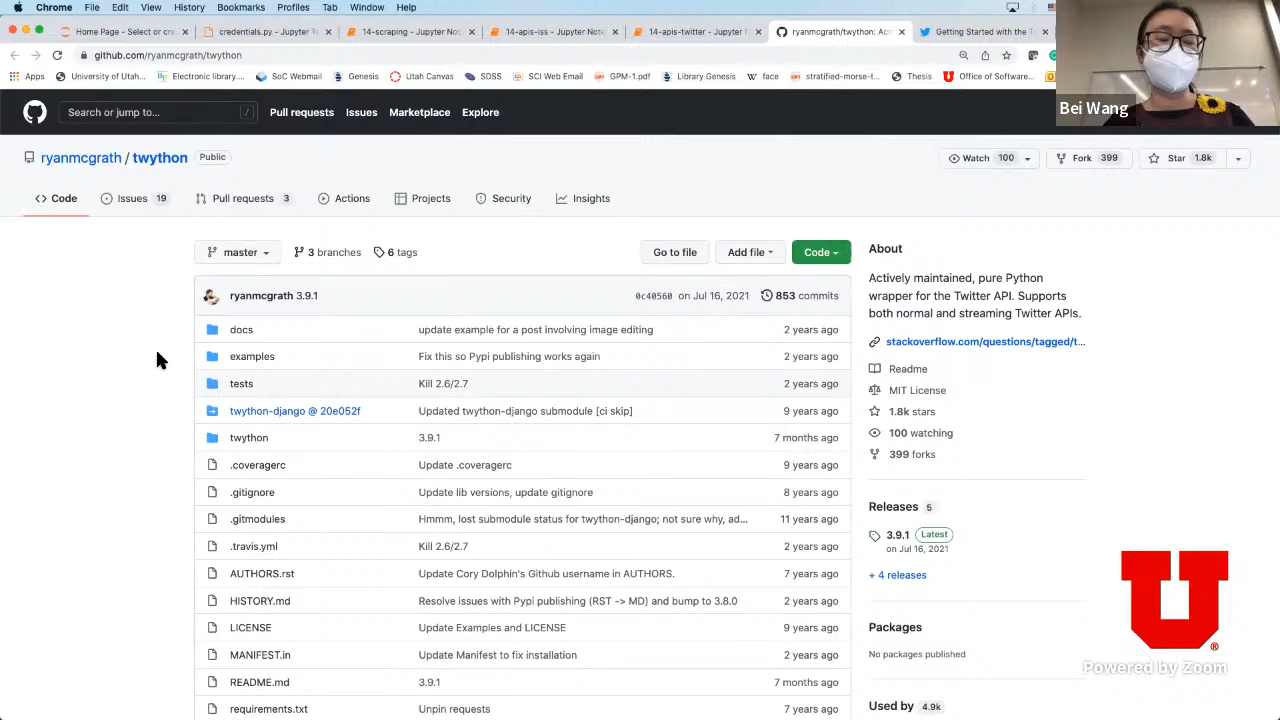 Chrome File Edit View History Bookmarks Profiles Tab Window Help
Home Page - Select or cre credentials.py - Jupyter Te 14-scraping - Jupyter Note 14-apis-iss - Jupyter Note 14-apis-twitter - Jupyter N ryanmcgrath/twython: Act Getting Started with the T
github.com/ryanmcgrath/twython
Apps University of Utah... Electronic library.... SoC Webmail Genesis Utah Canvas SDSS SCI Web Email GPM-1.pdf Library Genesis face stratified-morse-t... Thesis Office of Software...
Bei Wang
Search or jump to... / Pull requests Issues Marketplace Explore
ryanmcgrath / twython Public Watch 100 Fork 399 Star 1.8k
Code Issues 19 Pull requests 3 Actions Projects Security Insights
master 3 branches 6 tags Go to file Add file Code
About
Actively maintained, pure Python
wrapper for the Twitter API. Supports
both normal and streaming Twitter APIs.
stackoverflow.com/questions/tagged/t...
Readme
MIT License
1.8k stars
100 watching
399 forks
ryanmcgrath 3.9.1 0c40560 on Jul 16, 2021 853 commits
docs update example for a post involving image editing 2 years ago
examples Fix this so Pypi publishing works again 2 years ago
tests Kill 2.6/2.7 2 years ago
twython-django @ 20e052f Updated twython-django submodule [ci skip] 9 years ago
twython 3.9.1 7 months ago
.coveragerc Update .coveragerc 9 years ago
.gitignore Update lib versions, update gitignore 8 years ago
.gitmodules Hmmm, lost submodule status for twython-django; not sure why, ad... 11 years ago
.travis.yml Kill 2.6/2.7 2 years ago
AUTHORS.rst Update Cory Dolphin's Github username in AUTHORS. 7 years ago
HISTORY.md Resolve issues with Pypi publishing (RST -> MD) and bump to 3.8.0 2 years ago
LICENSE Update Examples and LICENSE 9 years ago
MANIFEST.in Update Manifest to fix installation 2 years ago
README.md 3.9.1 7 months ago
requirements.txt Unpin requests 7 years ago
Releases 5
3.9.1 Latest
on Jul 16, 2021
+ 4 releases
Packages
No packages published
Used by 4.9k
U ®
Powered by Zoom